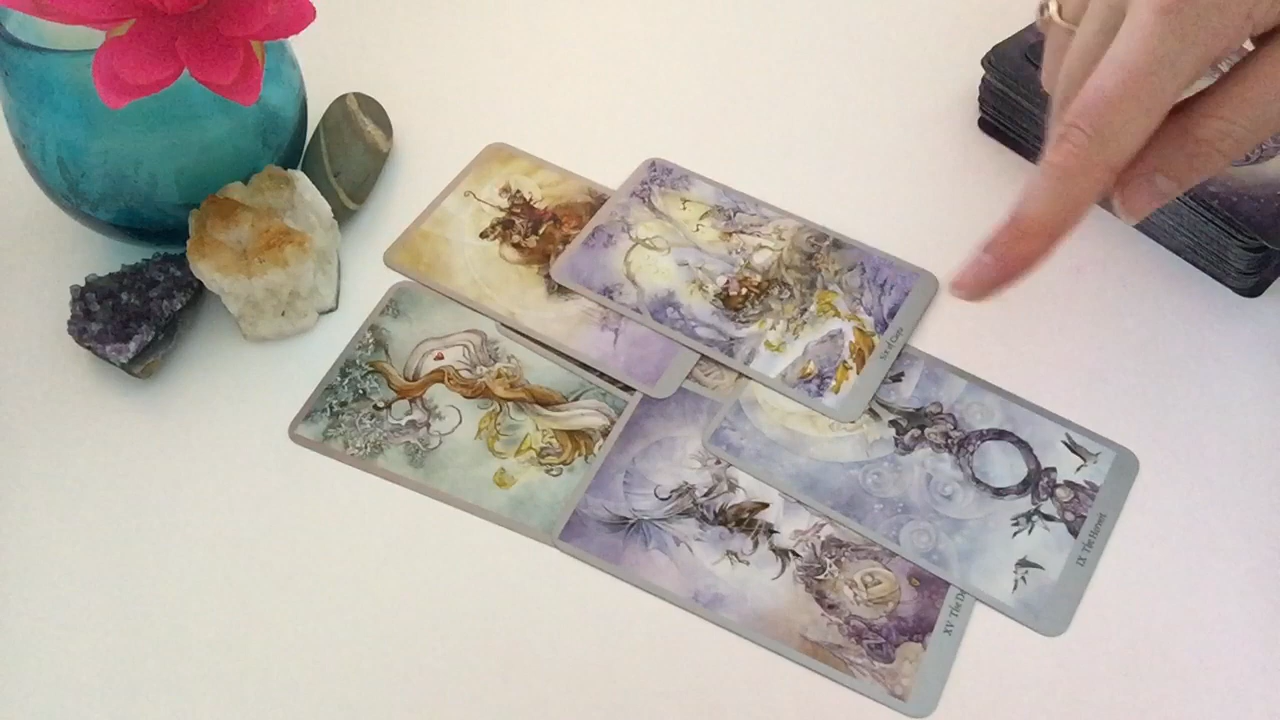 Six of Cups
IX The Hermit
XV The De